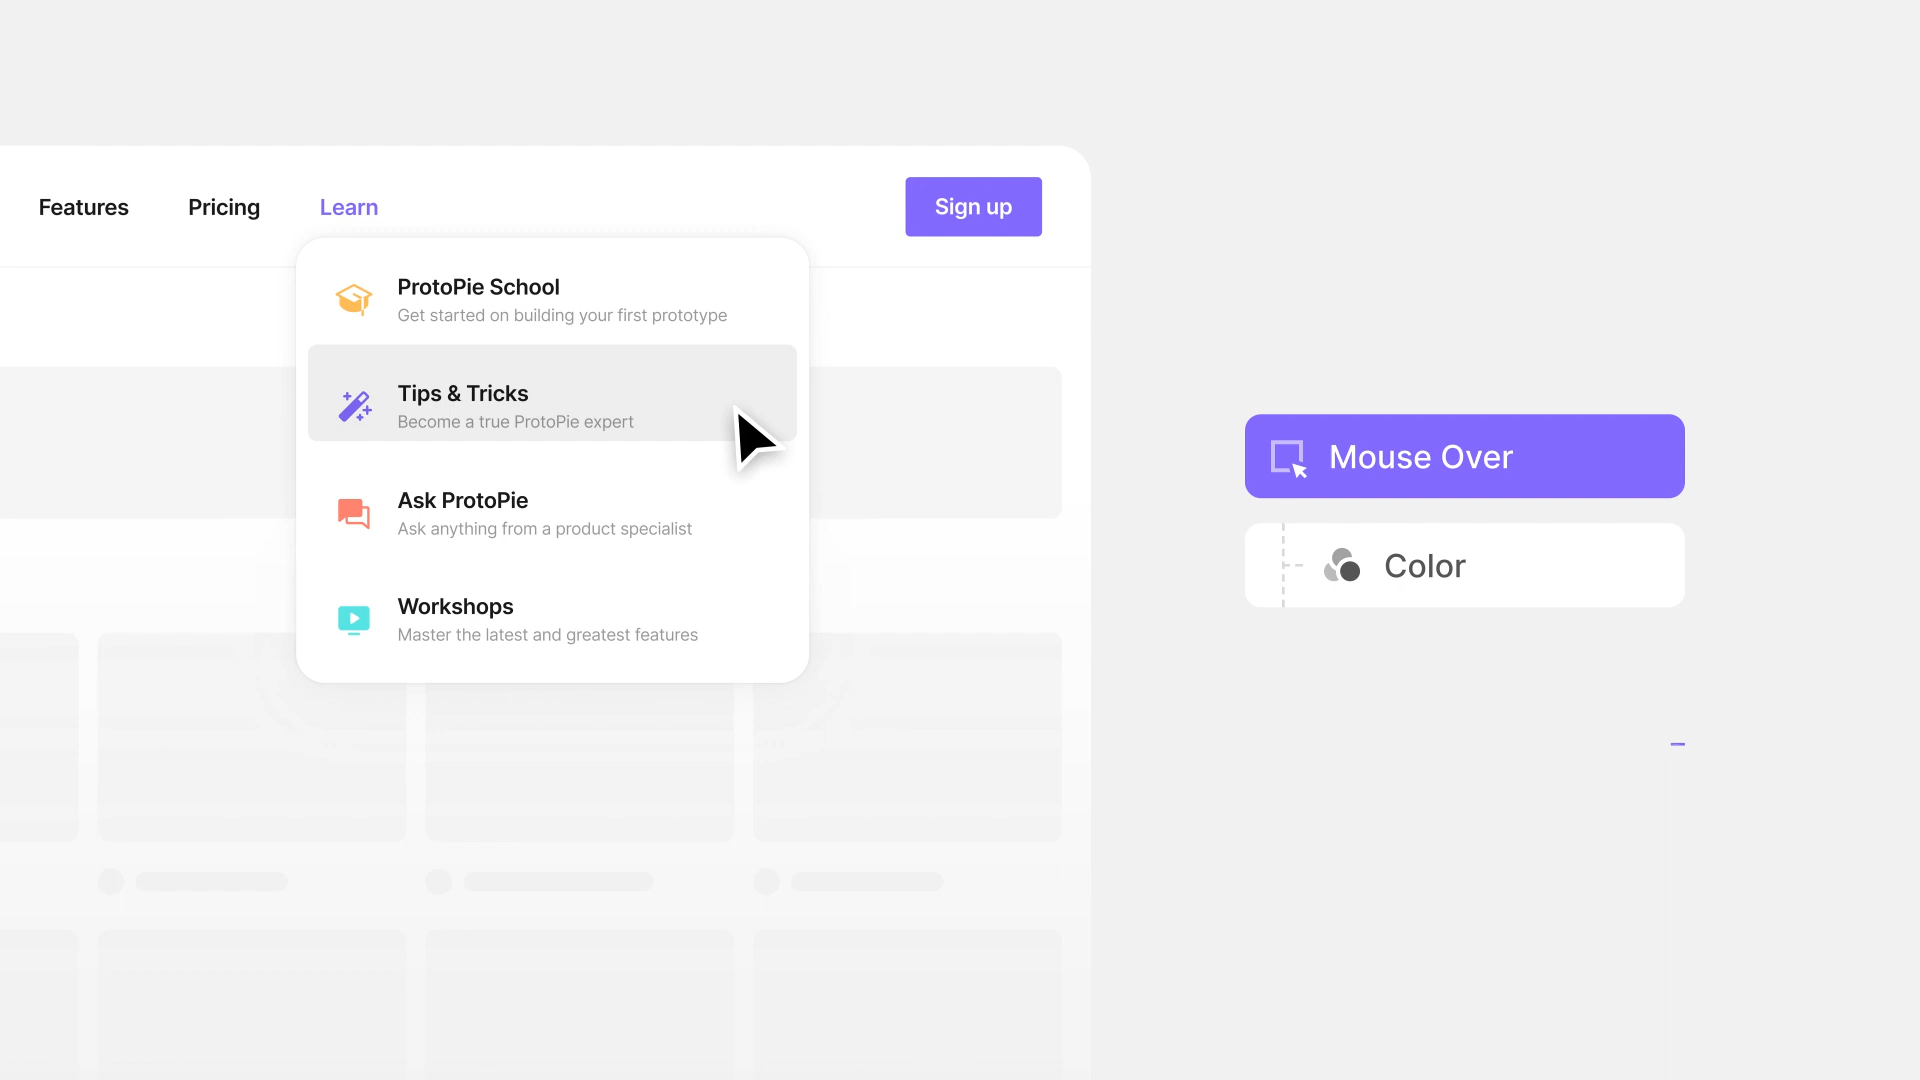 Features
Pricing
Learn
Sign up
ProtoPie School
Get started on building your first prototype
Tips & Tricks
Become a true ProtoPie expert
Ask ProtoPie
Ask anything from a product specialist
Workshops
Master the latest and greatest features
Mouse Over
Color